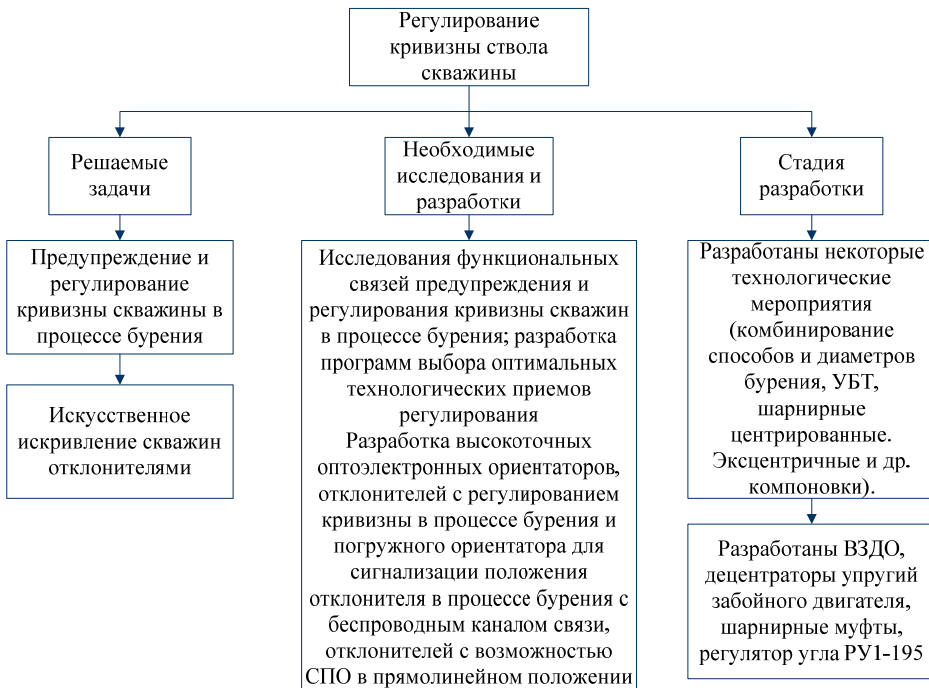 Регулирование
кривизны ствола
скважины
Решаемые
задачи
Необходимые
исследования и
разработки
Стадия
разработки
Предупреждение и
регулирование
кривизны скважины в
процессе бурения
Искусственное
искривление скважин
отклонителями
Исследования функциональных
связей предупреждения и
регулирования кривизны скважин
в процессе бурения; разработка
программ выбора оптимальных
технологических приемов
регулирования
Разработка высокоточных
оптоэлектронных ориентаторов,
отклонителей с регулированием
кривизны в процессе бурения и
погружного ориентатора для
сигнализации положения
отклонителя в процессе бурения с
беспроводным каналом связи,
отклонителей с возможностью
СПО в прямолинейном положении
Разработаны некоторые
технологические
мероприятия
(комбинирование
способов и диаметров
бурения, УБТ,
шарнирные
центрированные.
Эксцентричные и др.
компоновки).
Разработаны ВЗДО,
децентраторы упругий
забойного двигателя,
шарнирные муфты,
регулятор угла РУ1-195